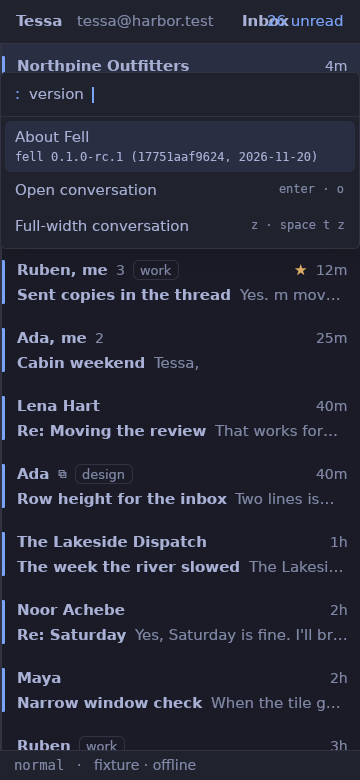 Tessa tessa@harbor.test Inbox 26 unread
Northpine Outfitters 4m
: version
About Fell
fell 0.1.0-rc.1 (17751aaf9624, 2026-11-20)
Open conversation enter · o
Full-width conversation z · space t z
Ruben, me 3 work ★ 12m
Sent copies in the thread Yes. m mov…
Ada, me 2 25m
Cabin weekend Tessa,
Lena Hart 40m
Re: Moving the review That works for…
Ada design 40m
Row height for the inbox Two lines is…
The Lakeside Dispatch 1h
The week the river slowed The Lakesi…
Noor Achebe 2h
Re: Saturday Yes, Saturday is fine. I'll br…
Maya 2h
Narrow window check When the tile g…
Ruben work 3h
normal · fixture · offline